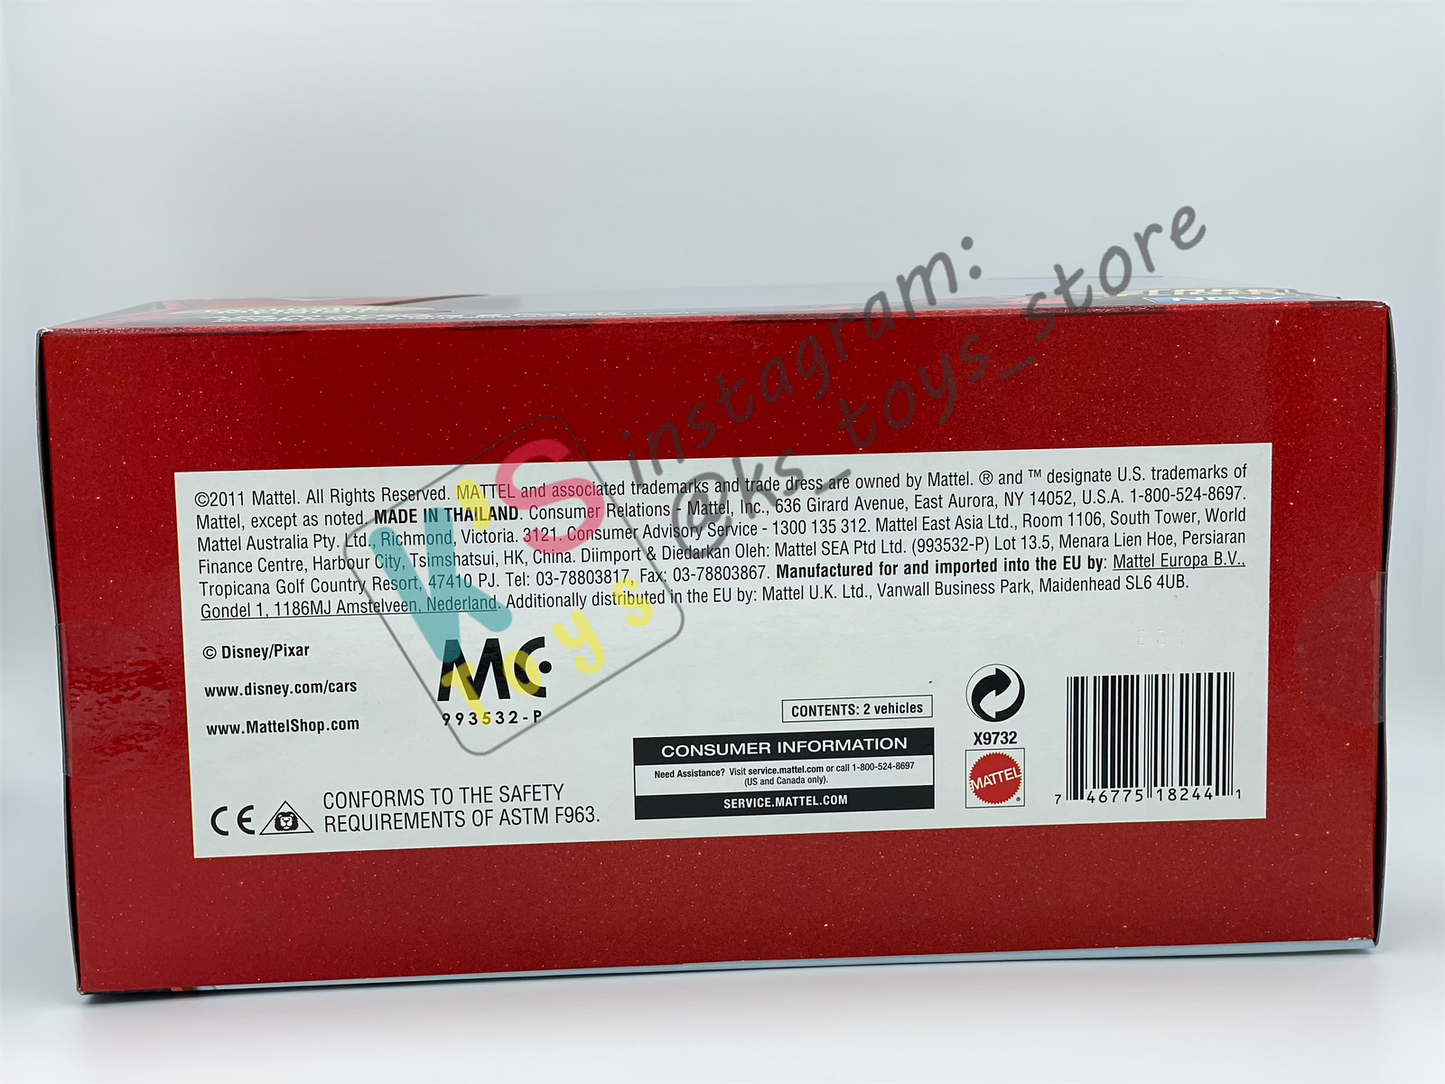 NEW
©2011 Mattel. All Rights Reserved. MATTEL and associated trademarks and trade dress are owned by Mattel. ® and ™ designate U.S. trademarks of
Mattel, except as noted. MADE IN THAILAND. Consumer Relations - Mattel, Inc., 636 Girard Avenue, East Aurora, NY 14052, U.S.A. 1-800-524-8697.
Mattel Australia Pty. Ltd., Richmond, Victoria. 3121. Consumer Advisory Service - 1300 135 312. Mattel East Asia Ltd., Room 1106, South Tower, World
Finance Centre, Harbour City, Tsimshatsui, HK, China. Diimport & Diedarkan Oleh: Mattel SEA Ptd Ltd. (993532-P) Lot 13.5, Menara Lien Hoe, Persiaran
Tropicana Golf Country Resort, 47410 PJ. Tel: 03-78803817, Fax: 03-78803867. Manufactured for and imported into the EU by: Mattel Europa B.V.,
Gondel 1, 1186MJ Amstelveen, Nederland. Additionally distributed in the EU by: Mattel U.K. Ltd., Vanwall Business Park, Maidenhead SL6 4UB.
© Disney/Pixar
www.disney.com/cars
www.MattelShop.com
MC
993532-P
CE
CONFORMS TO THE SAFETY
REQUIREMENTS OF ASTM F963.
CONTENTS: 2 vehicles
CONSUMER INFORMATION
Need Assistance? Visit service.mattel.com or call 1-800-524-8697
(US and Canada only).
SERVICE.MATTEL.COM
X9732
MATTEL
7 46775 18244 1
K'S
toys
instagram:
@ks_toys_store